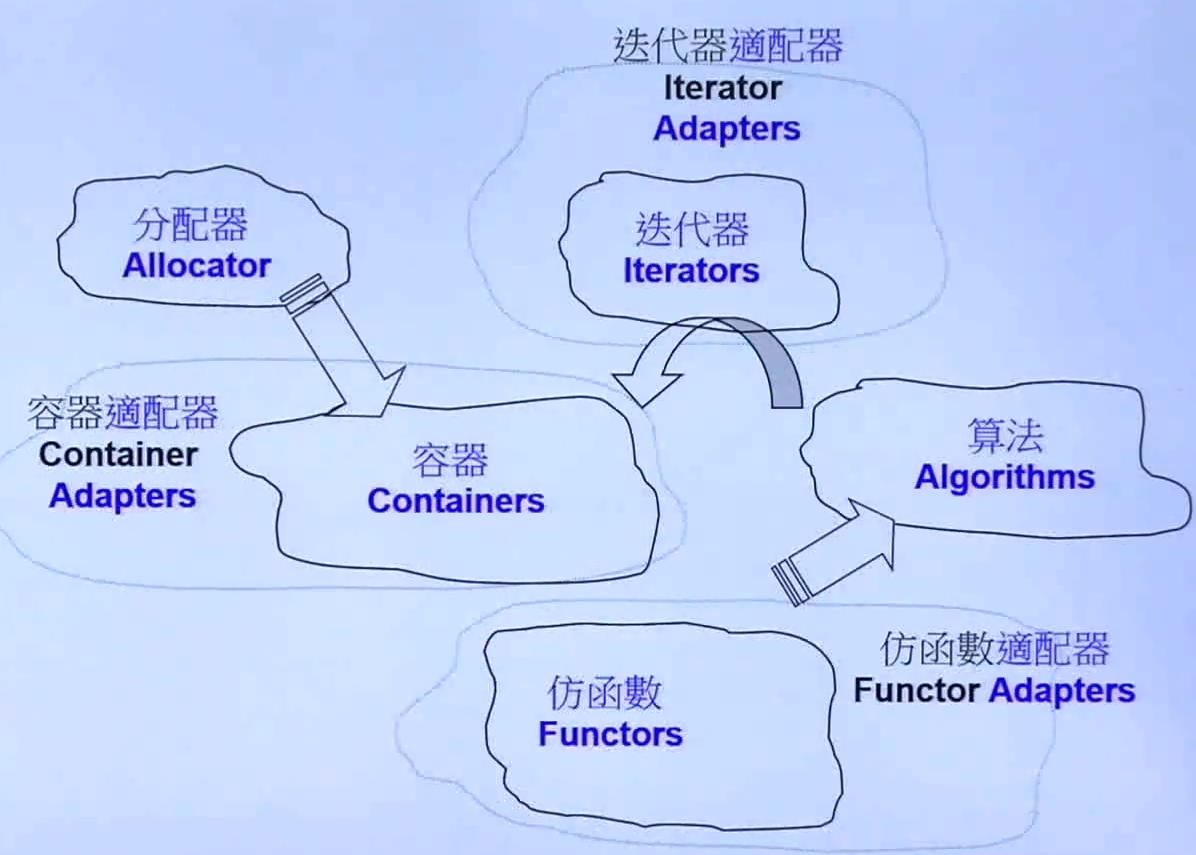 迭代器適配器
Iterator
Adapters
分配器
Allocator
迭代器
Iterators
容器適配器
Container
Adapters
容器
Containers
算法
Algorithms
仿函數適配器
Functor Adapters
仿函數
Functors